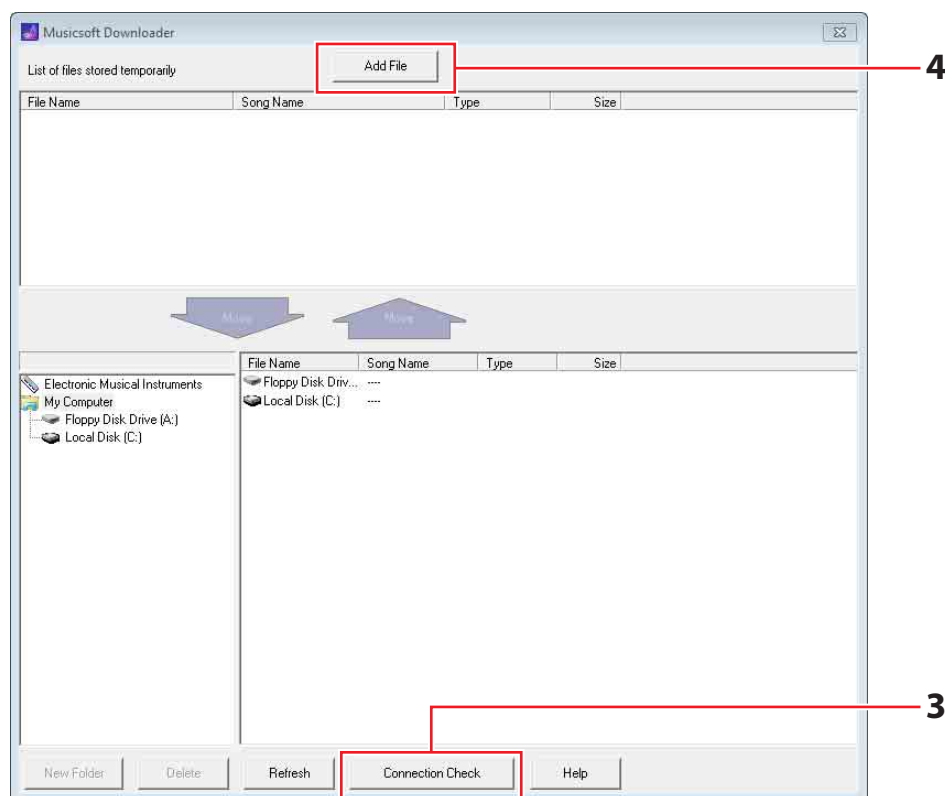 Musicsoft Downloader
List of files stored temporarily
Add File
4
File Name Song Name Type Size
Move Move
File Name Song Name Type Size
Electronic Musical Instruments
My Computer
Floppy Disk Drive (A:)
Local Disk (C:)
Floppy Disk Driv... ----
Local Disk (C:) ----
3
New Folder Delete Refresh Connection Check Help